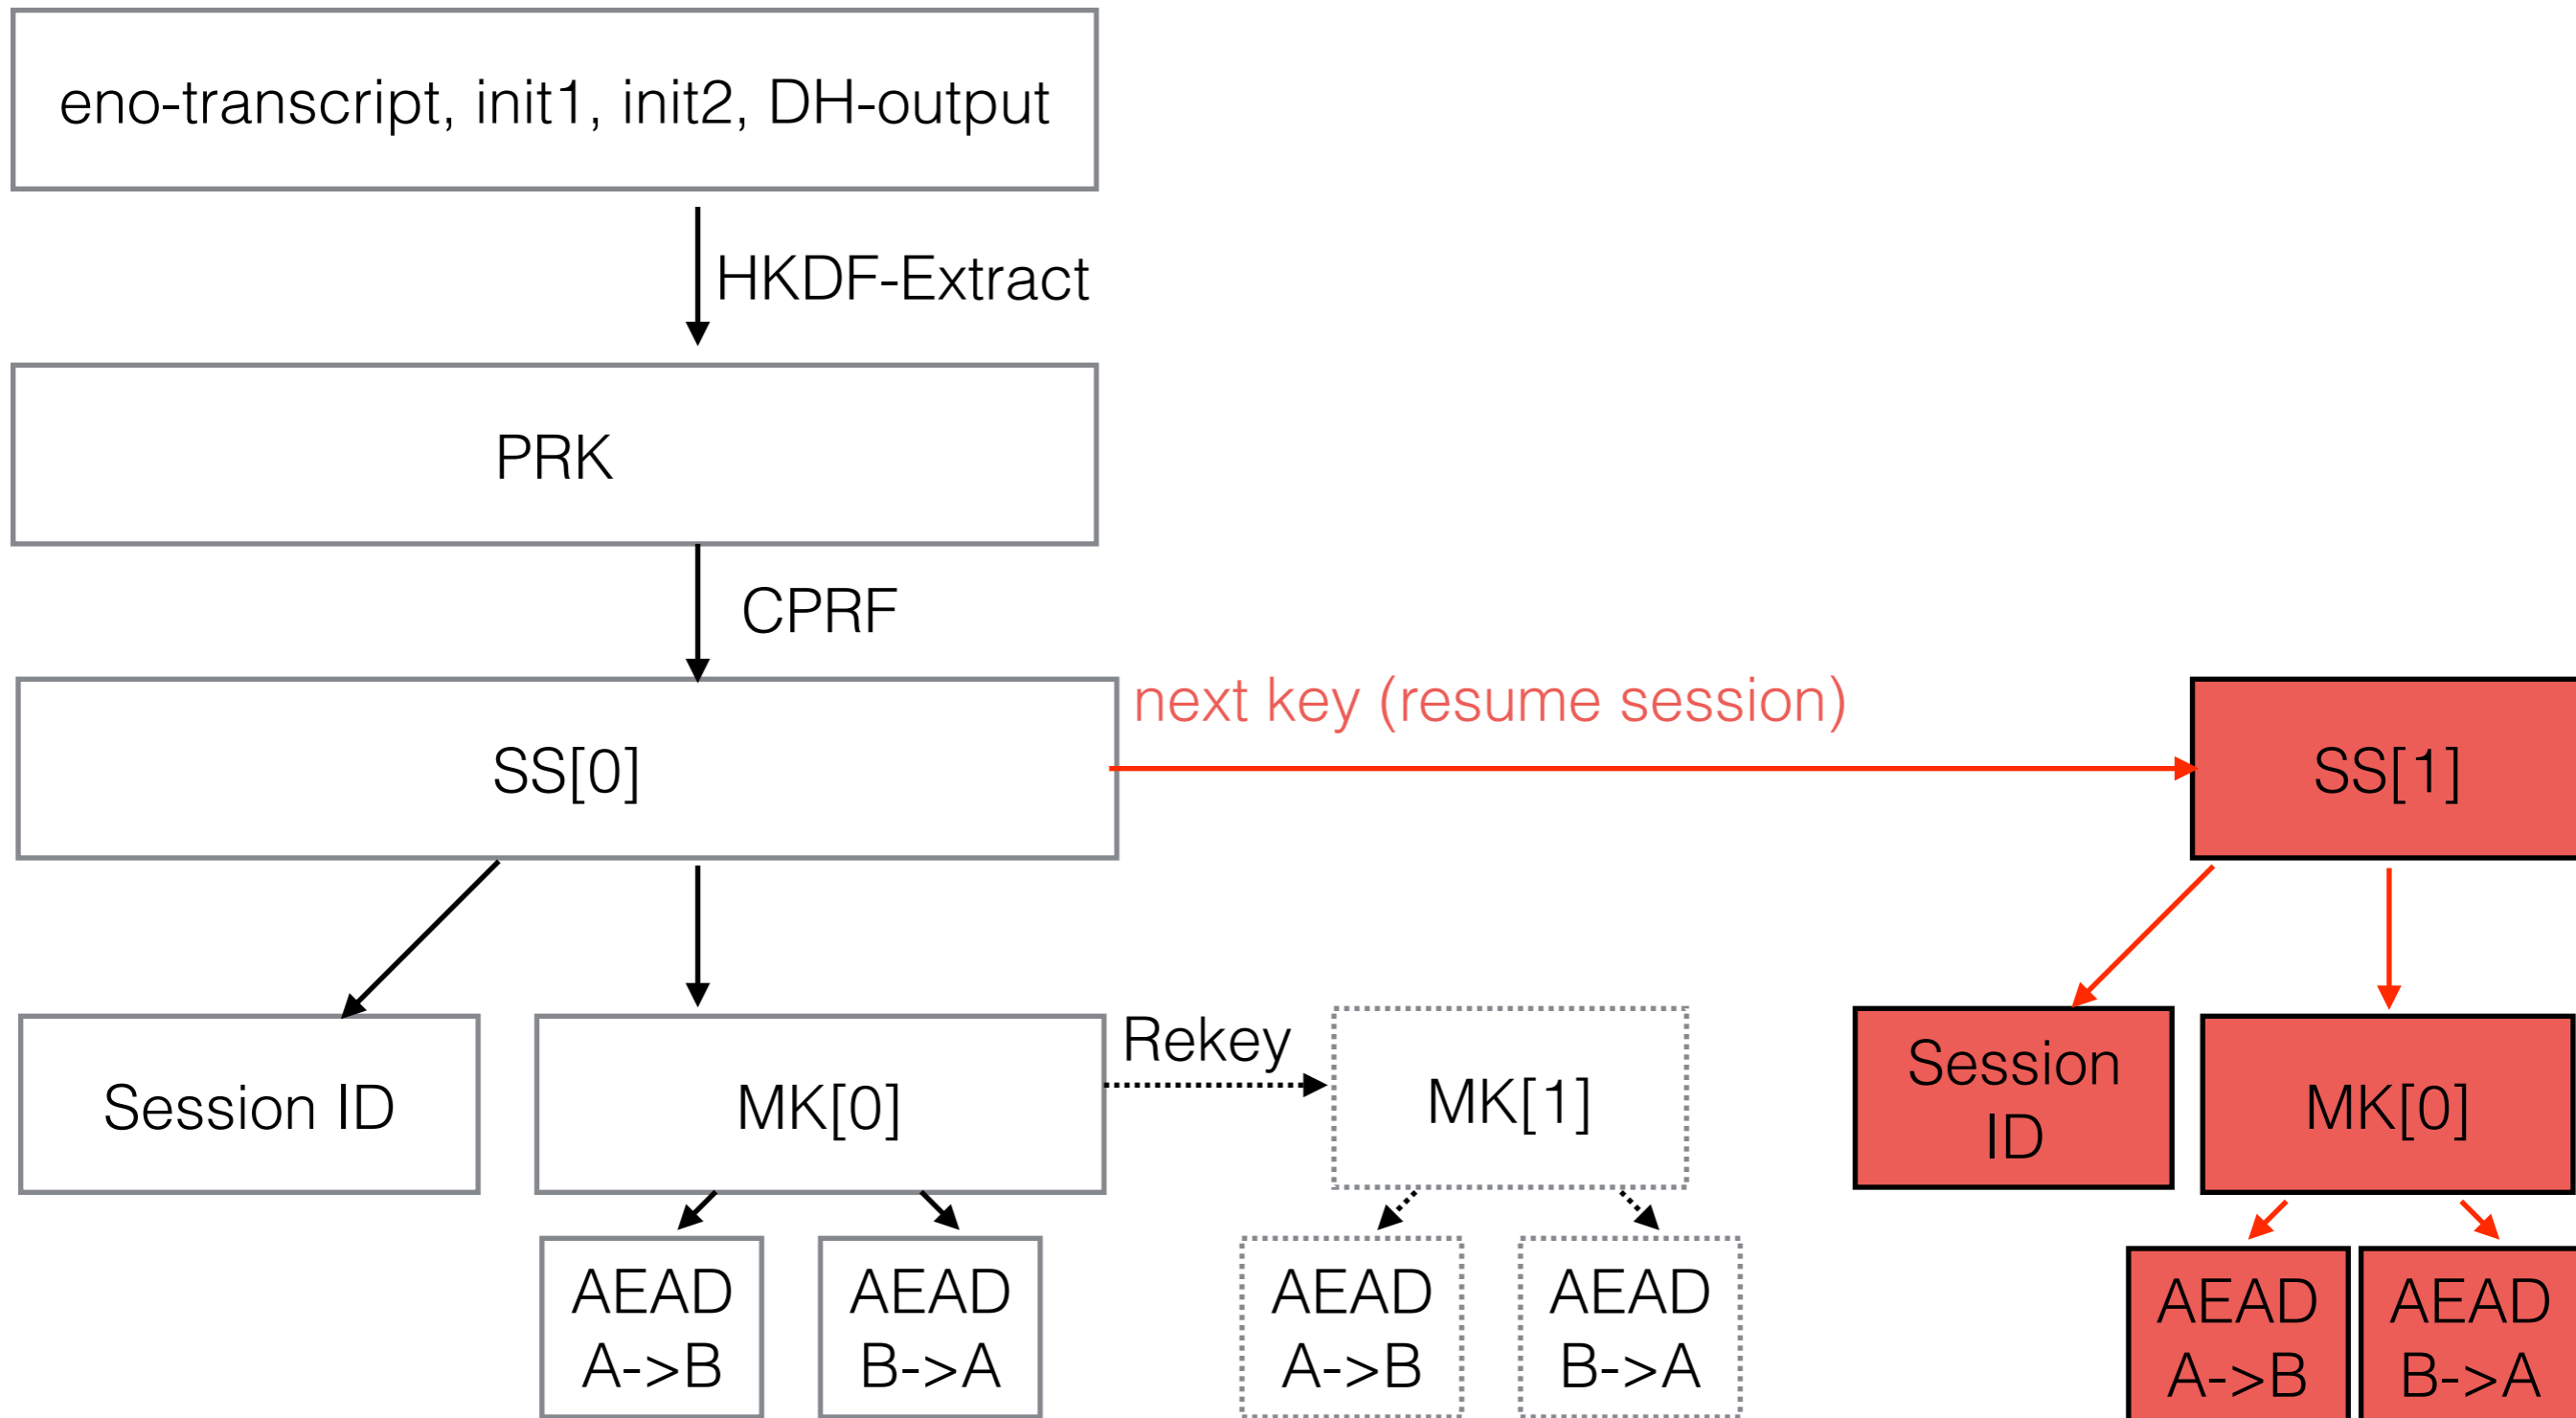 eno-transcript, init1, init2, DH-output
HKDF-Extract
PRK
CPRF
SS[0]
next key (resume session)
SS[1]
Session ID
MK[0]
Rekey
MK[1]
Session
ID
MK[0]
AEAD
A->B
AEAD
B->A
AEAD
A->B
AEAD
B->A
AEAD
A->B
AEAD
B->A